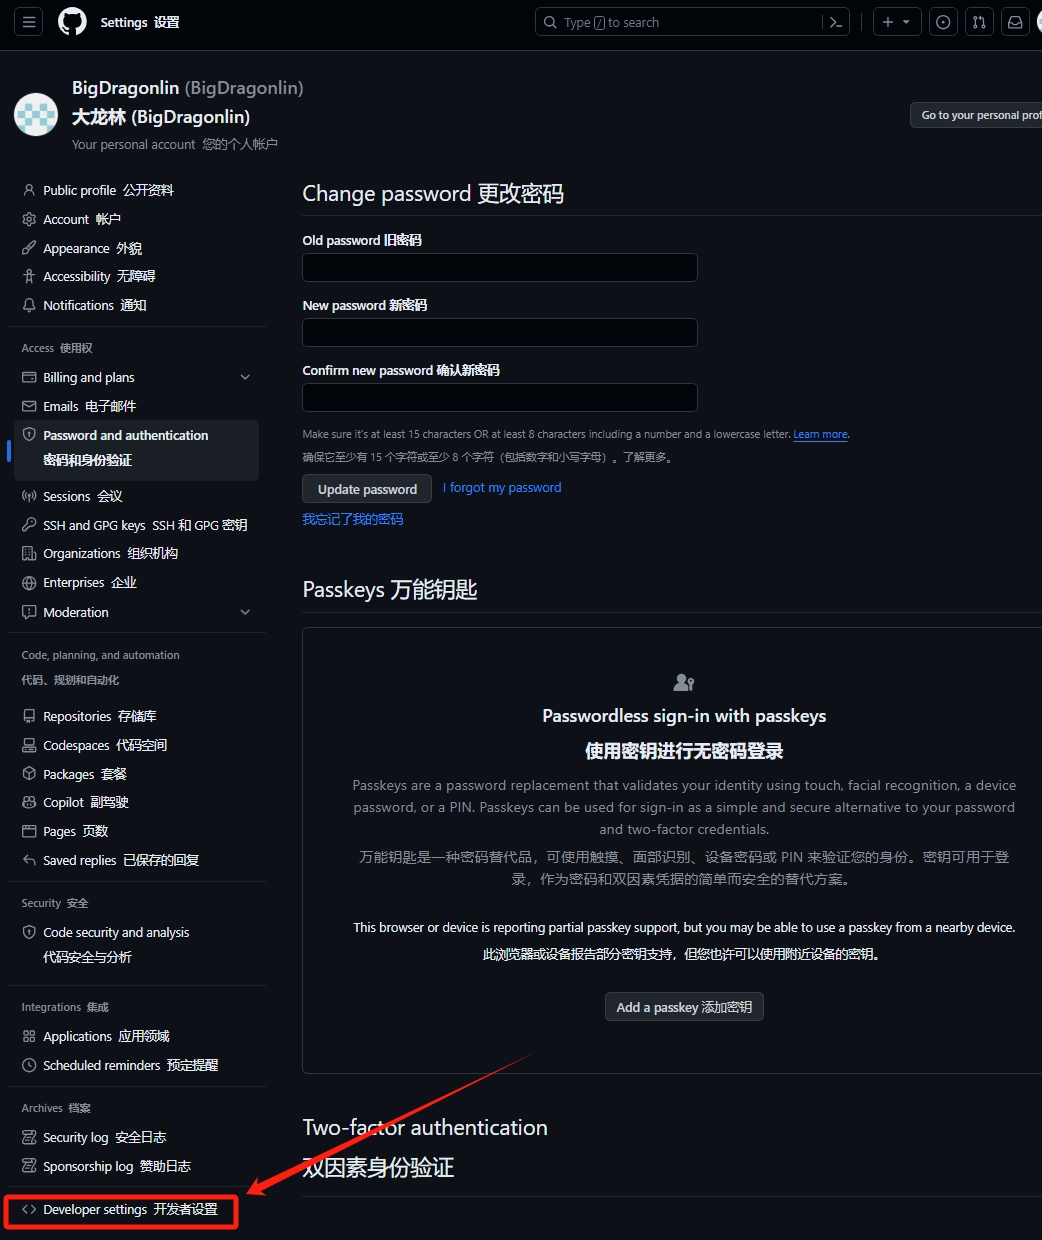 Settings 设置
Type / to search
BigDragonlin (BigDragonlin)
大龙林 (BigDragonlin)
Your personal account 您的个人帐户
Go to your personal prof
Public profile 公开资料
Account 帐户
Appearance 外貌
Accessibility 无障碍
Notifications 通知
Access 使用权
Billing and plans
Emails 电子邮件
Password and authentication
密码和身份验证
Sessions 会议
SSH and GPG keys SSH 和 GPG 密钥
Organizations 组织机构
Enterprises 企业
Moderation
Code, planning, and automation
代码、规划和自动化
Repositories 存储库
Codespaces 代码空间
Packages 套餐
Copilot 副驾驶
Pages 页数
Saved replies 已保存的回复
Security 安全
Code security and analysis
代码安全与分析
Integrations 集成
Applications 应用领域
Scheduled reminders 预定提醒
Archives 档案
Security log 安全日志
Sponsorship log 赞助日志
Developer settings 开发者设置
Change password 更改密码
Old password 旧密码
New password 新密码
Confirm new password 确认新密码
Make sure it's at least 15 characters OR at least 8 characters including a number and a lowercase letter. Learn more.
确保它至少有 15 个字符或至少 8 个字符（包括数字和小写字母）。了解更多。
Update password
I forgot my password
我忘记了我的密码
Passkeys 万能钥匙
Passwordless sign-in with passkeys
使用密钥进行无密码登录
Passkeys are a password replacement that validates your identity using touch, facial recognition, a device
password, or a PIN. Passkeys can be used for sign-in as a simple and secure alternative to your password
and two-factor credentials.
万能钥匙是一种密码替代品，可使用触摸、面部识别、设备密码或 PIN 来验证您的身份。密钥可用于登
录，作为密码和双因素凭据的简单而安全的替代方案。
This browser or device is reporting partial passkey support, but you may be able to use a passkey from a nearby device.
此浏览器或设备报告部分密钥支持，但您也许可以使用附近设备的密钥。
Add a passkey 添加密钥
Two-factor authentication
双因素身份验证